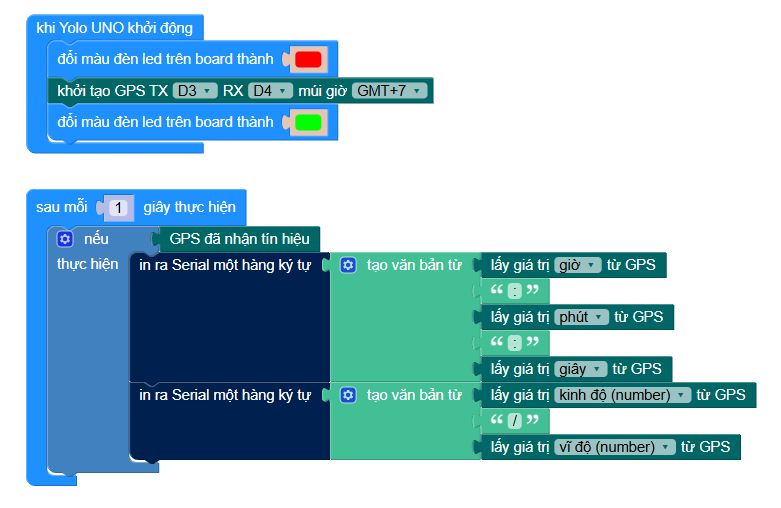 khi Yolo UNO khởi động
đổi màu đèn led trên board thành
khởi tạo GPS TX D3 RX D4 múi giờ GMT+7
đổi màu đèn led trên board thành
sau mỗi 1 giây thực hiện
nếu GPS đã nhận tín hiệu
thực hiện in ra Serial một hàng ký tự tạo văn bản từ lấy giá trị giờ từ GPS
“ : ”
lấy giá trị phút từ GPS
“ : ”
lấy giá trị giây từ GPS
in ra Serial một hàng ký tự tạo văn bản từ lấy giá trị kinh độ (number) từ GPS
“ / ”
lấy giá trị vĩ độ (number) từ GPS